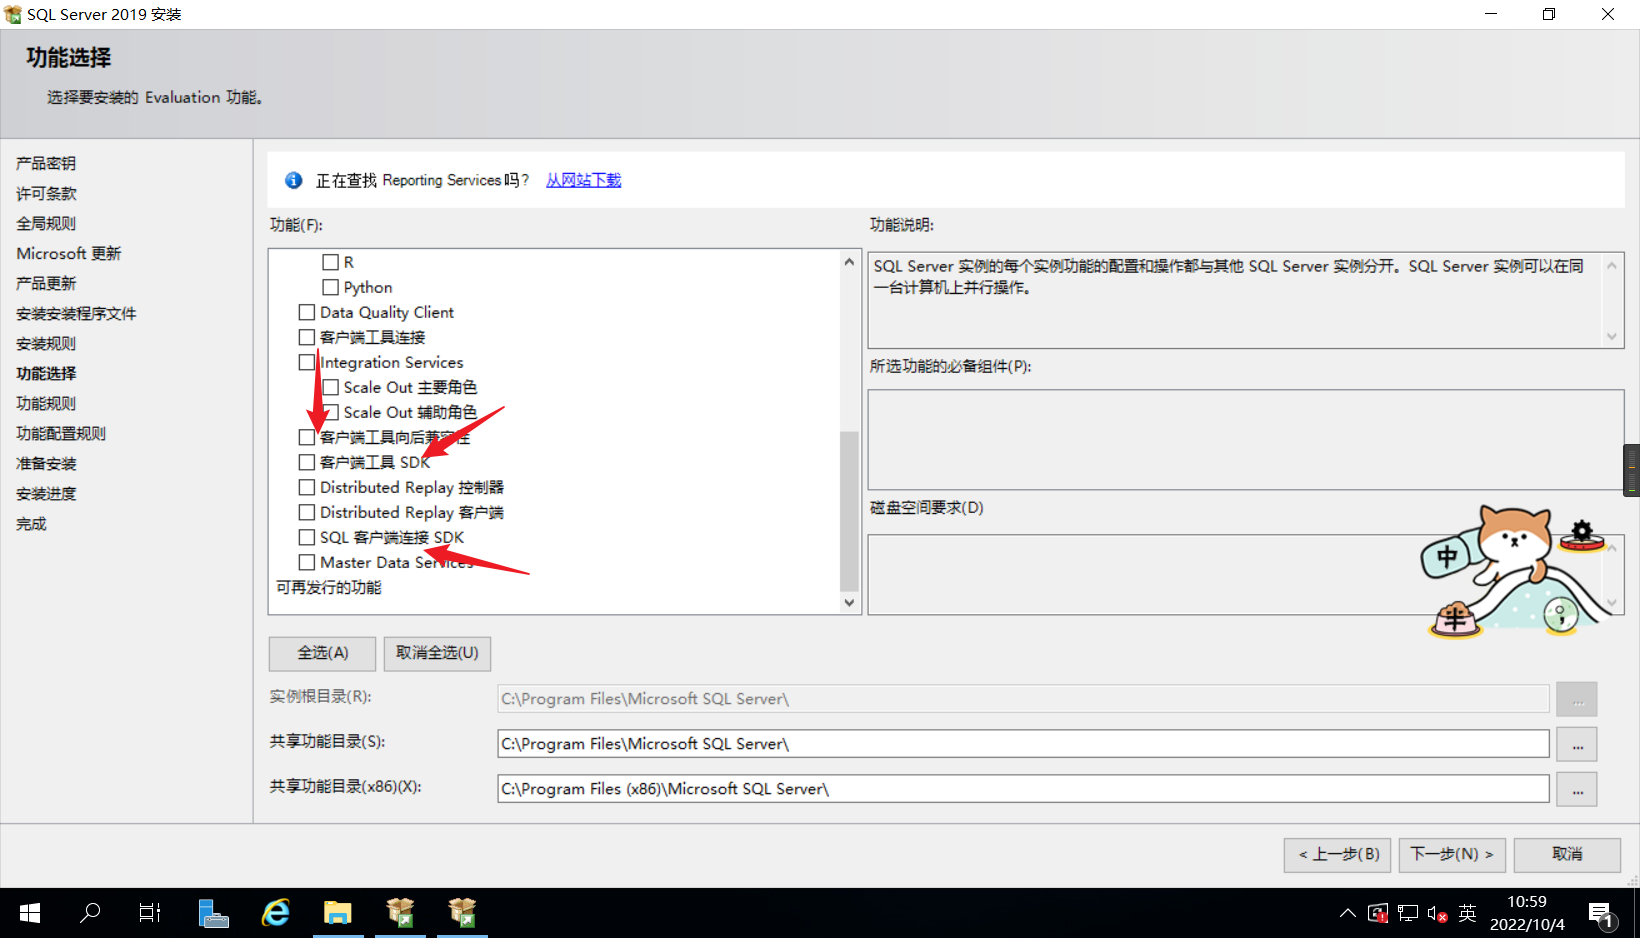 SQL Server 2019 安装
功能选择
选择要安装的 Evaluation 功能。
产品密钥
许可条款
全局规则
Microsoft 更新
产品更新
安装安装程序文件
安装规则
功能选择
功能规则
功能配置规则
准备安装
安装进度
完成
正在查找 Reporting Services 吗? 从网站下载
功能(F):
R
Python
Data Quality Client
客户端工具连接
Integration Services
Scale Out 主要角色
Scale Out 辅助角色
客户端工具向后兼容性
客户端工具 SDK
Distributed Replay 控制器
Distributed Replay 客户端
SQL 客户端连接 SDK
Master Data Services
可再发行的功能
功能说明:
SQL Server 实例的每个实例功能的配置和操作都与其他 SQL Server 实例分开。SQL Server 实例可以在同
一台计算机上并行操作。
所选功能的必备组件(P):
磁盘空间要求(D)
中
半
;
全选(A) 取消全选(U)
实例根目录(R): C:\Program Files\Microsoft SQL Server\ ...
共享功能目录(S): C:\Program Files\Microsoft SQL Server\ ...
共享功能目录(x86)(X): C:\Program Files (x86)\Microsoft SQL Server\ ...
< 上一步(B) 下一步(N) > 取消
英
10:59
2022/10/4
1